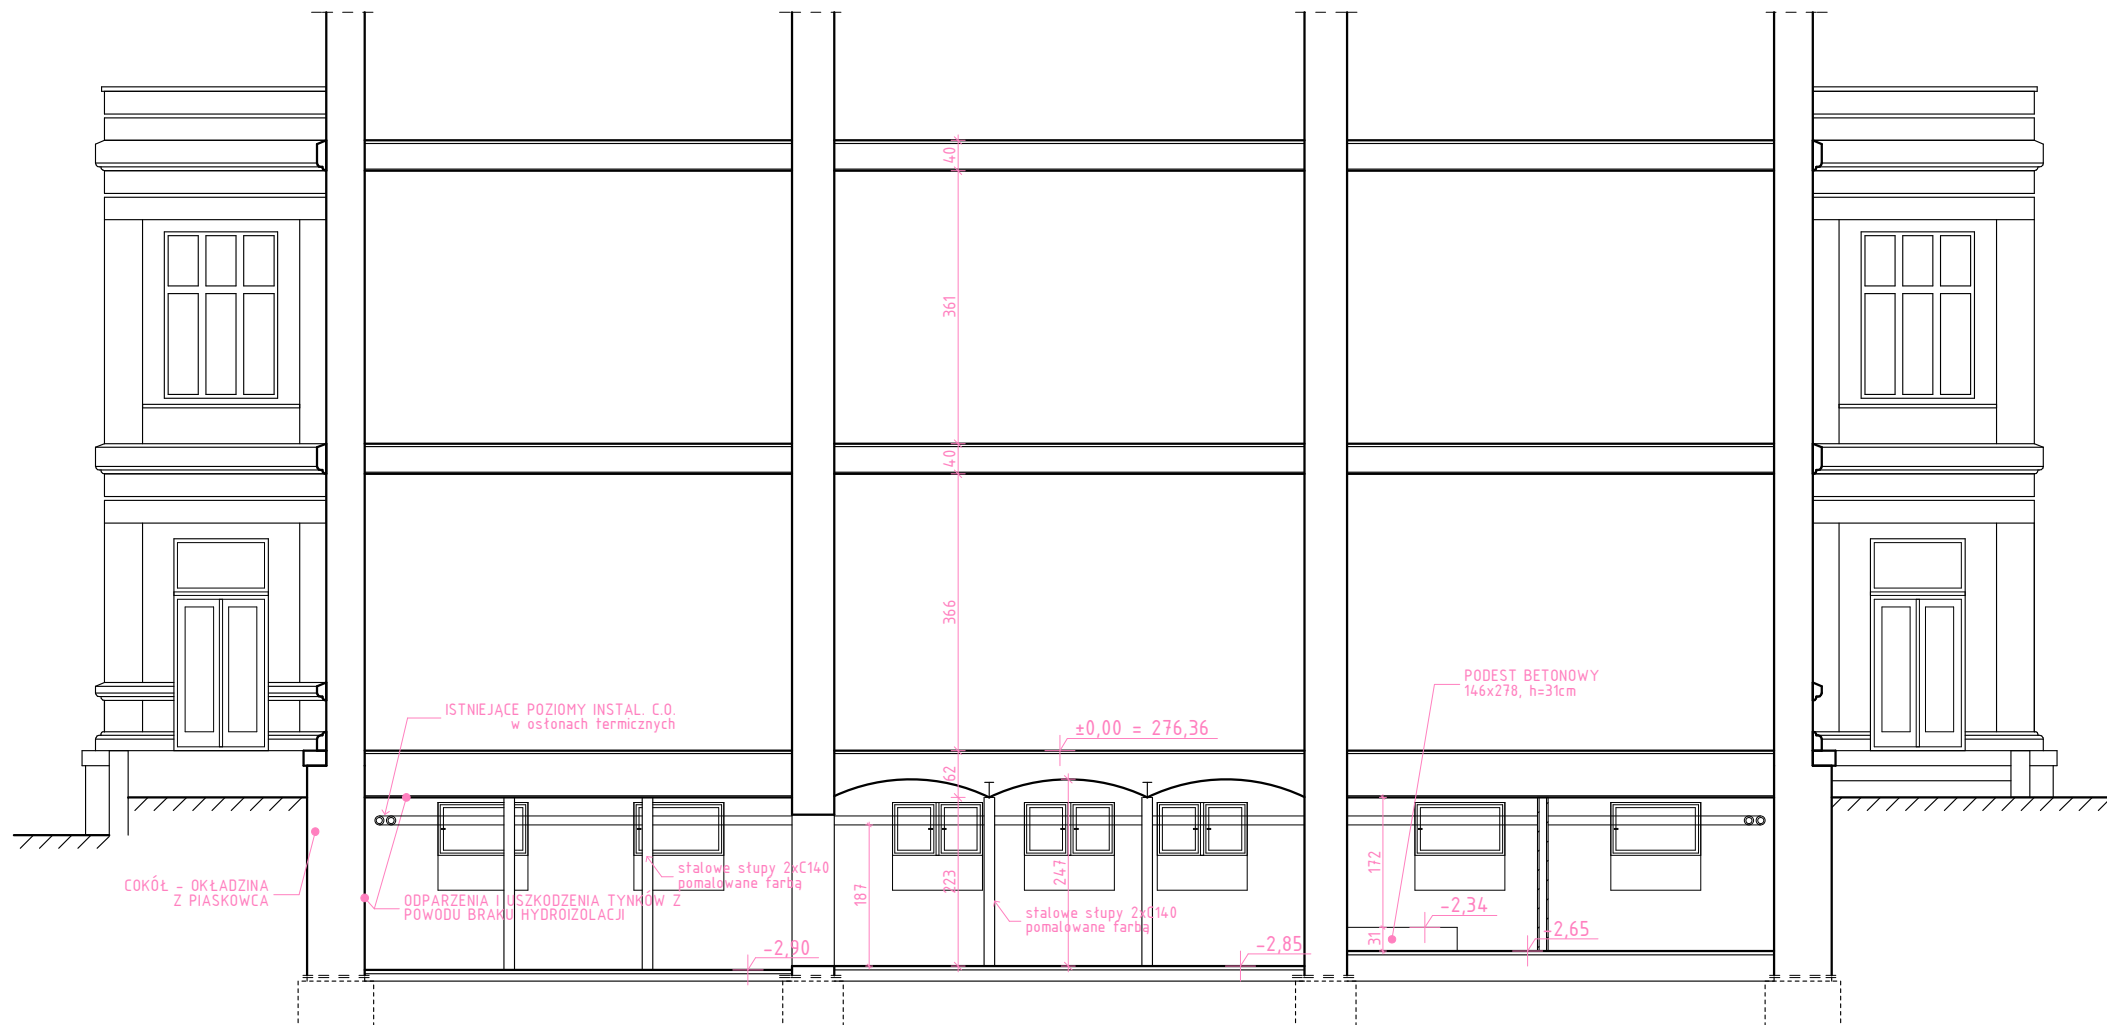 40
361
40
366
PODEST BETONOWY
146x278, h=31cm
ISTNIEJĄCE POZIOMY INSTAL. C.O.
w osłonach termicznych
±0,00 = 276,36
62
stalowe słupy 2xC140
pomalowane farbą
COKÓŁ - OKŁADZINA
Z PIASKOWCA
ODPARZENIA I USZKODZENIA TYNKÓW Z
POWODU BRAKU HYDROIZOLACJI
187
223
247
172
stalowe słupy 2xC140
pomalowane farbą
-2,34
31
-2,65
-2,90
-2,85